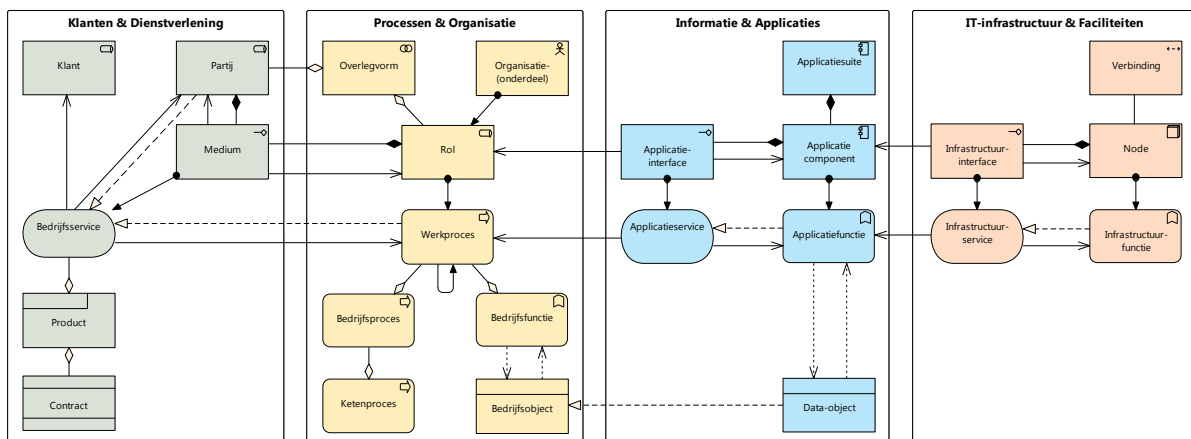 Klanten & Dienstverlening
Processen & Organisatie
Informatie & Applicaties
IT-infrastructuur & Faciliteiten
Klant
Partij
Overlegvorm
Organisatie-
(onderdeel)
Applicatiesuite
Verbinding
Medium
Rol
Applicatie-
interface
Applicatie
component
Infrastructuur-
interface
Node
Bedrijfsservice
Werkproces
Applicatieservice
Applicatiefunctie
Infrastructuur-
service
Infrastructuur-
functie
Product
Bedrijfsproces
Bedrijfsfunctie
Contract
Ketenproces
Bedrijfsobject
Data-object